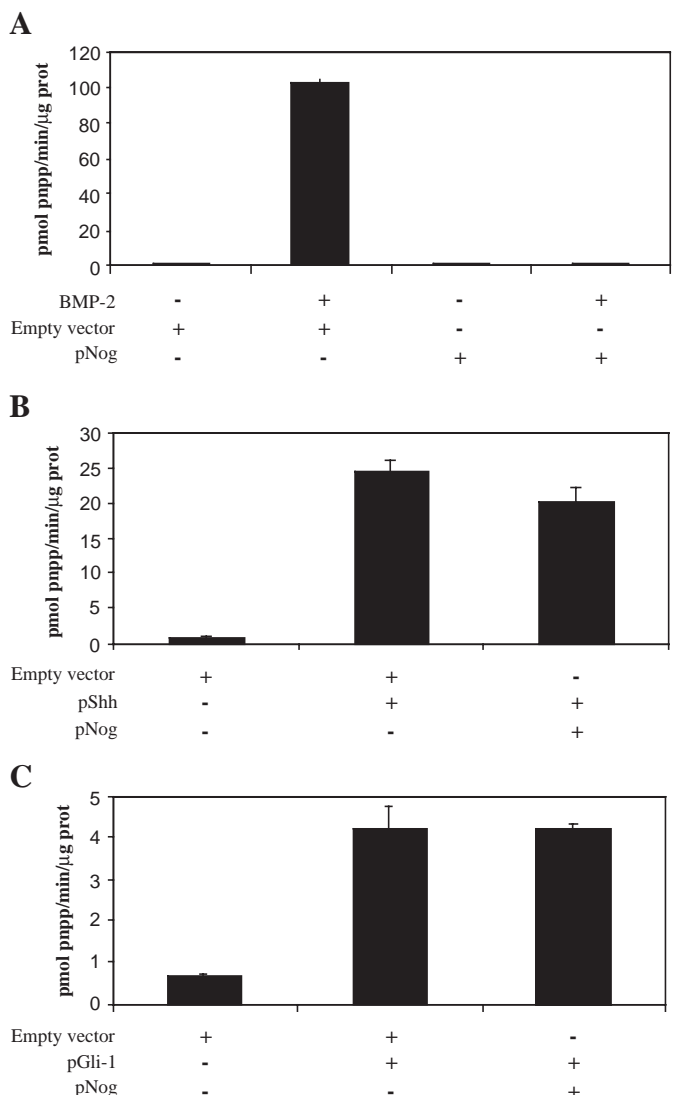 A
pmol pnpp/min/µg prot
120
100
80
60
40
20
0
BMP-2 - + - +
Empty vector + + - -
pNog - - + +
B
pmol pnpp/min/µg prot
30
25
20
15
10
5
0
Empty vector + + -
pShh - + +
pNog - - +
C
pmol pnpp/min/µg prot
5
4
3
2
1
0
Empty vector + + -
pGli-1 - + +
pNog - - +